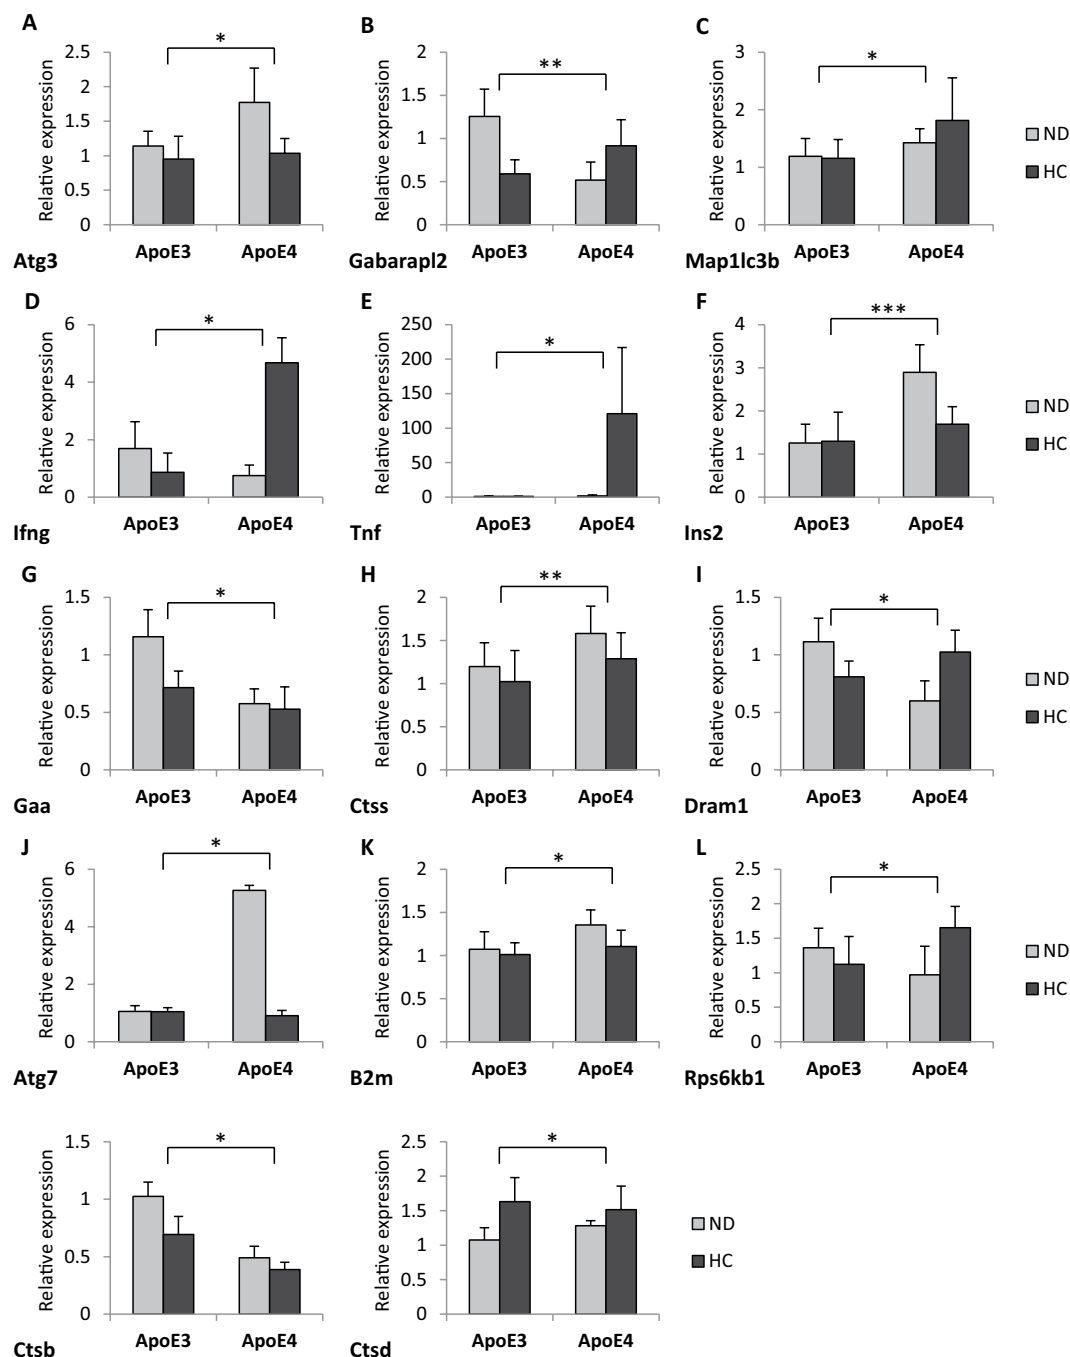 A
*
Relative expression
2.5
2
1.5
1
0.5
0
ApoE3 ApoE4
Atg3
B
**
Relative expression
2
1.5
1
0.5
0
ApoE3 ApoE4
Gabarapl2
C
*
Relative expression
3
2
1
0
ApoE3 ApoE4
Map1lc3b
ND
HC
D
*
Relative expression
6
4
2
0
ApoE3 ApoE4
Ifng
E
*
Relative expression
250
200
150
100
50
0
ApoE3 ApoE4
Tnf
F
***
Relative expression
4
3
2
1
0
ApoE3 ApoE4
Ins2
ND
HC
G
*
Relative expression
1.5
1
0.5
0
ApoE3 ApoE4
Gaa
H
**
Relative expression
2
1.5
1
0.5
0
ApoE3 ApoE4
Ctss
I
*
Relative expression
1.5
1
0.5
0
ApoE3 ApoE4
Dram1
ND
HC
J
*
Relative expression
6
4
2
0
ApoE3 ApoE4
Atg7
K
*
Relative expression
2
1.5
1
0.5
0
ApoE3 ApoE4
B2m
L
*
Relative expression
2.5
2
1.5
1
0.5
0
ApoE3 ApoE4
Rps6kb1
ND
HC
*
Relative expression
1.5
1
0.5
0
ApoE3 ApoE4
Ctsb
*
Relative expression
2.5
2
1.5
1
0.5
0
ApoE3 ApoE4
Ctsd
ND
HC